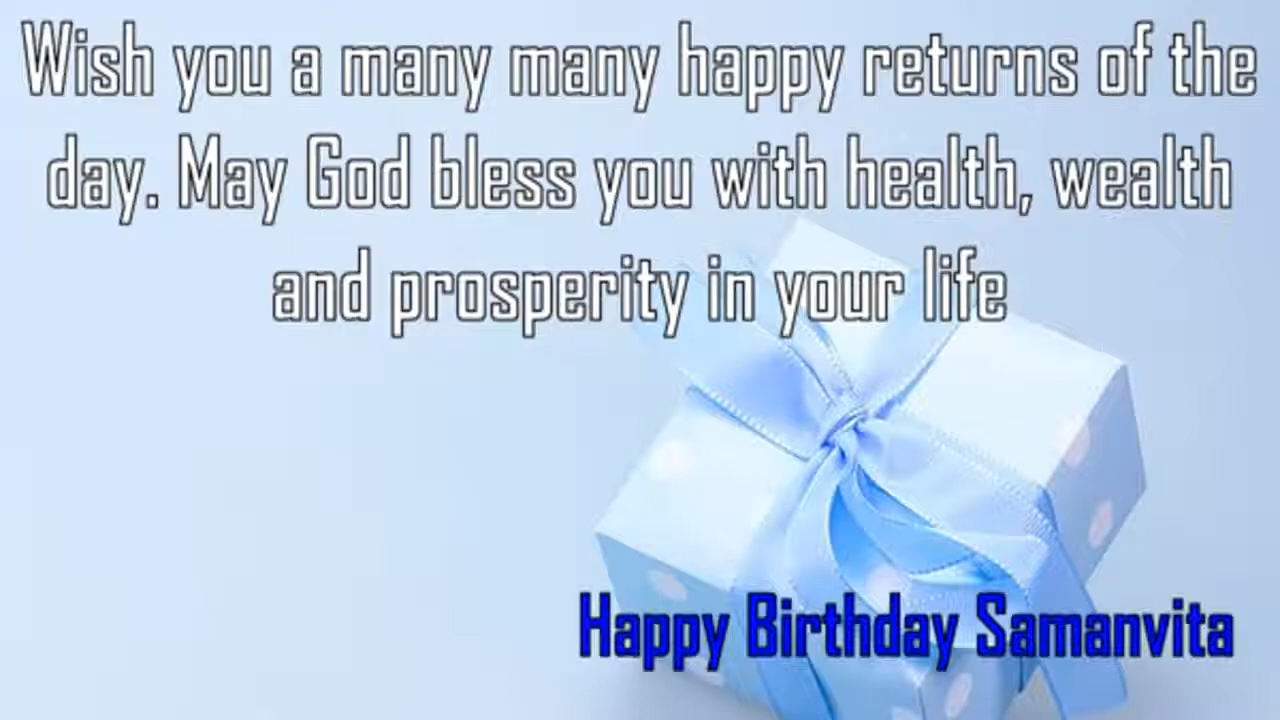 Wish you a many many happy returns of the
day. May God bless you with health, wealth
and prosperity in your life
Happy Birthday Samanvita